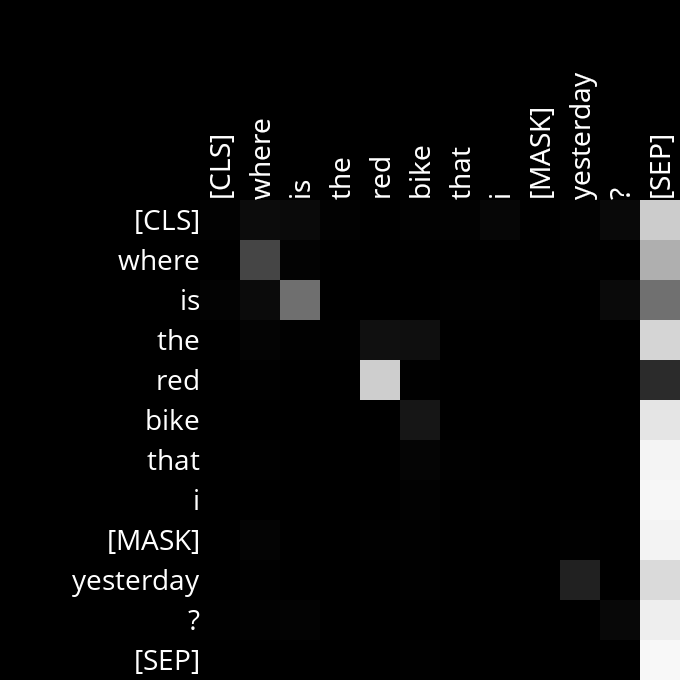 [CLS] where is the red bike that i [MASK] yesterday ? [SEP]
[CLS]
where
is
the
red
bike
that
i
[MASK]
yesterday
?
[SEP]